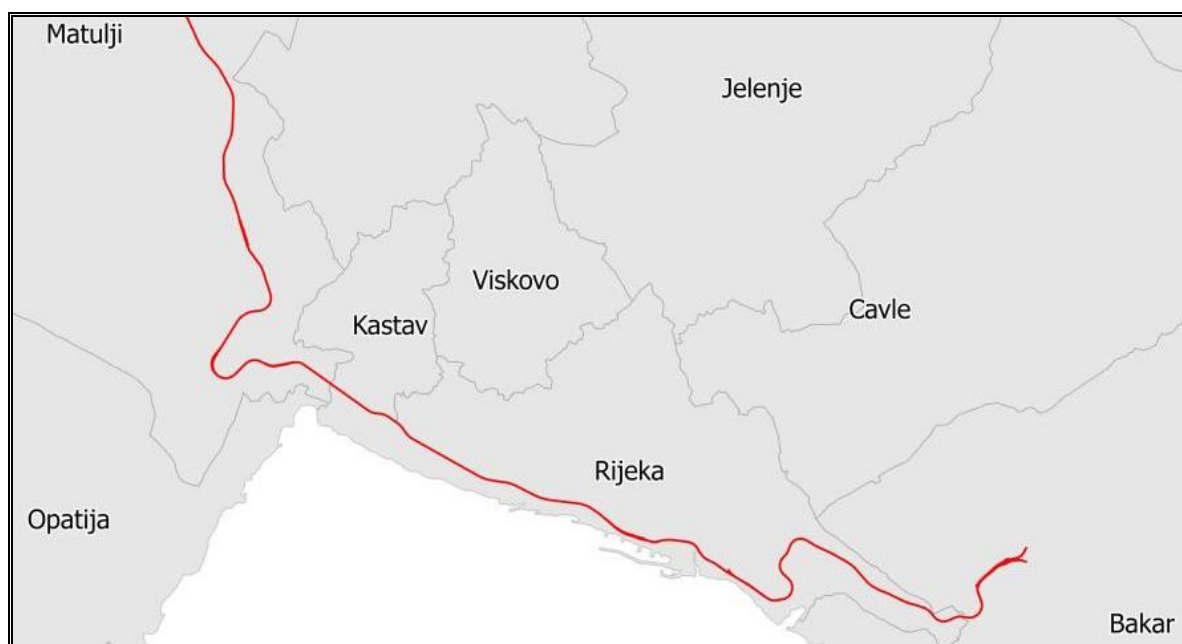 Matulji
Jelenje
Viskovo
Kastav
Cavle
Rijeka
Opatija
Bakar